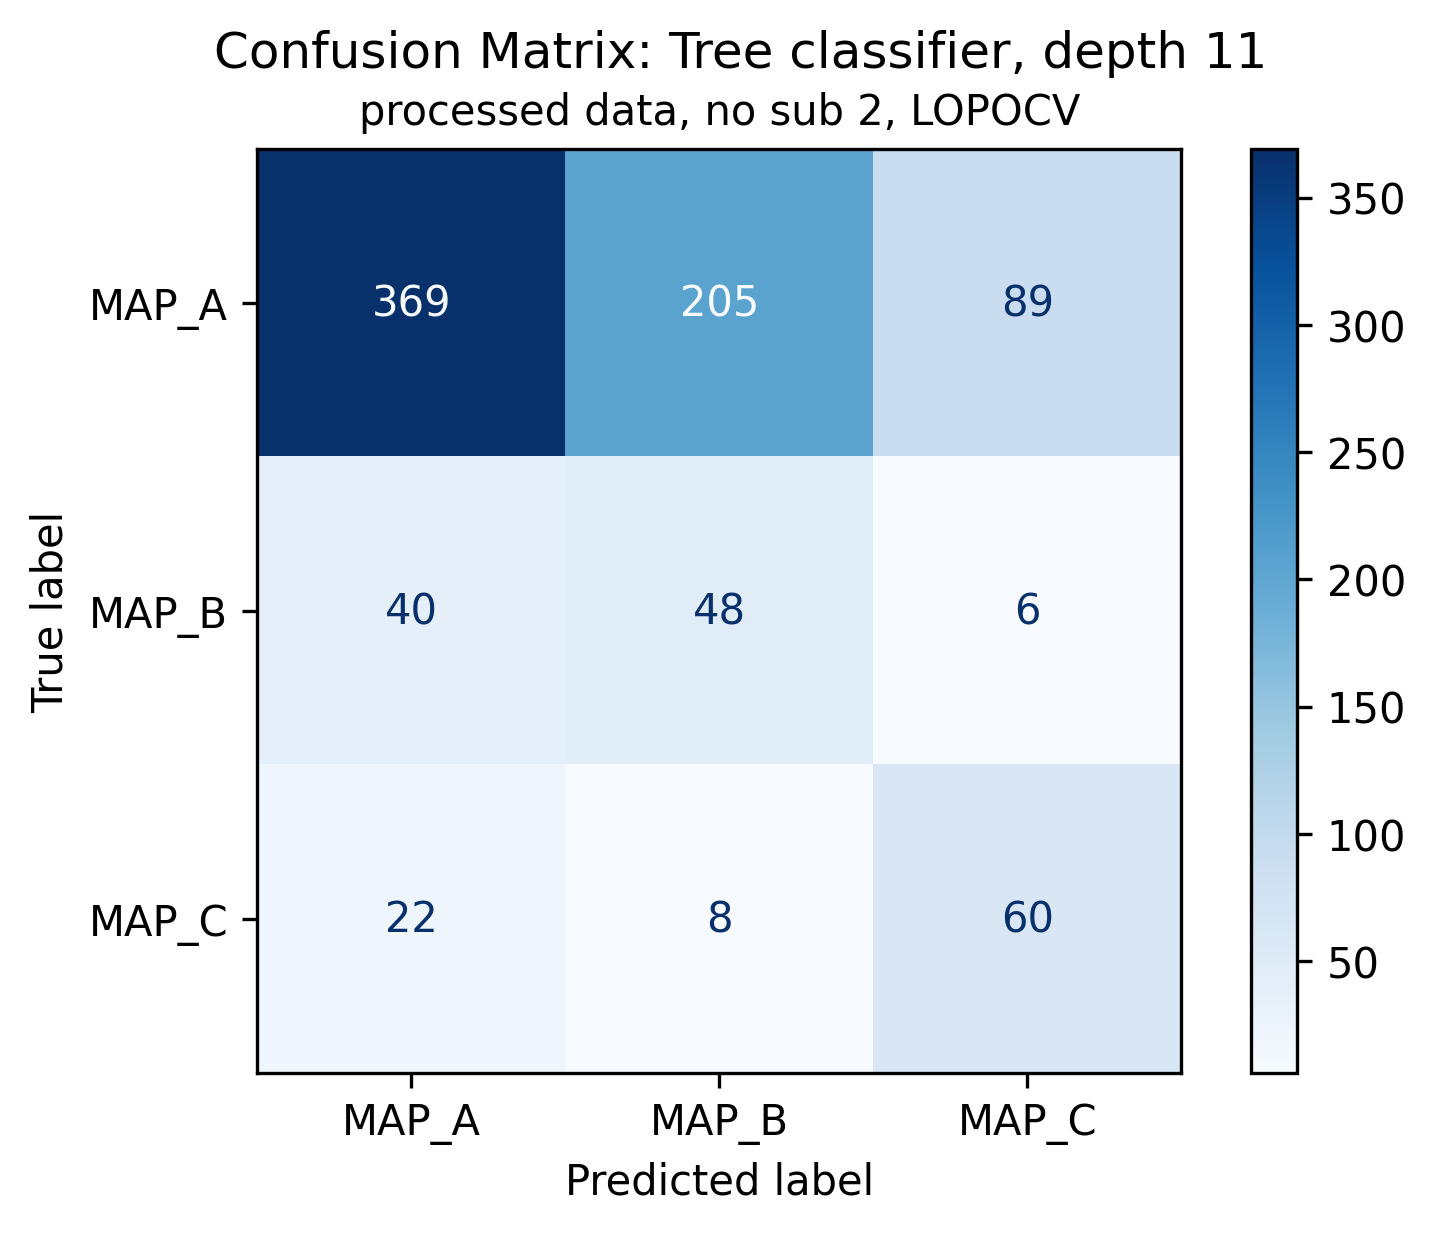 Confusion Matrix: Tree classifier, depth 11
processed data, no sub 2, LOPOCV
True label
MAP_A
369 205 89
MAP_B
40 48 6
MAP_C
22 8 60
MAP_A MAP_B MAP_C
Predicted label
350
300
250
200
150
100
50